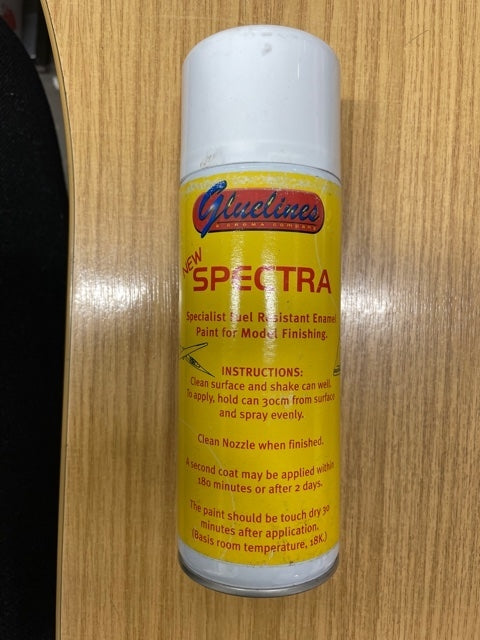 Gluelines
A CROMA COMPANY
NEW
SPECTRA
Specialist Fuel Resistant Enamel
Paint for Model Finishing.
INSTRUCTIONS:
Clean surface and shake can well.
To apply, hold can 30cm from surface
and spray evenly.
Clean Nozzle when finished.
A second coat may be applied within
180 minutes or after 2 days.
The paint should be touch dry 30
minutes after application.
(Basis room temperature, 18K.)